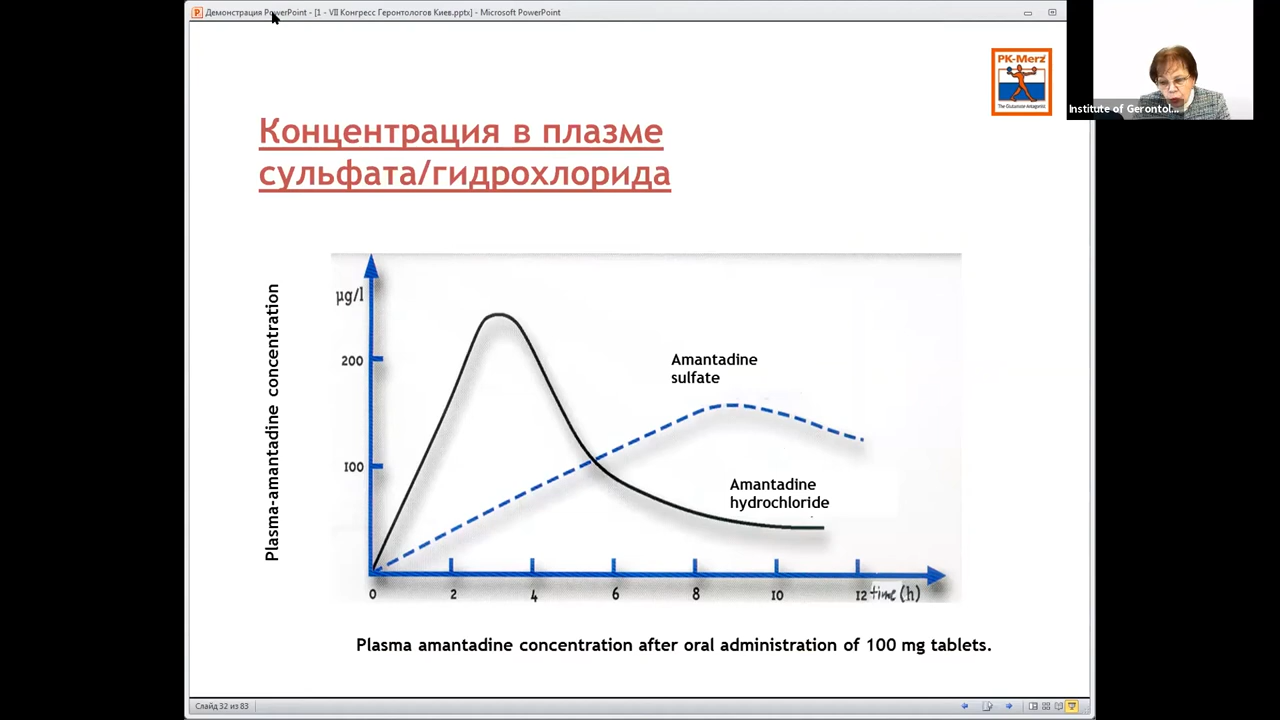 Демонстрация PowerPoint - [1 - VII Конгресс Геронтологов Киев.pptx] - Microsoft PowerPoint
PK-Merz
The Glutamate Antagonist
Institute of Gerontol...
Концентрация в плазме
сульфата/гидрохлорида
Plasma-amantadine concentration
µg/l
200
100
Amantadine
sulfate
Amantadine
hydrochloride
0 2 4 6 8 10 12 time (h)
Plasma amantadine concentration after oral administration of 100 mg tablets.
Слайд 32 из 83